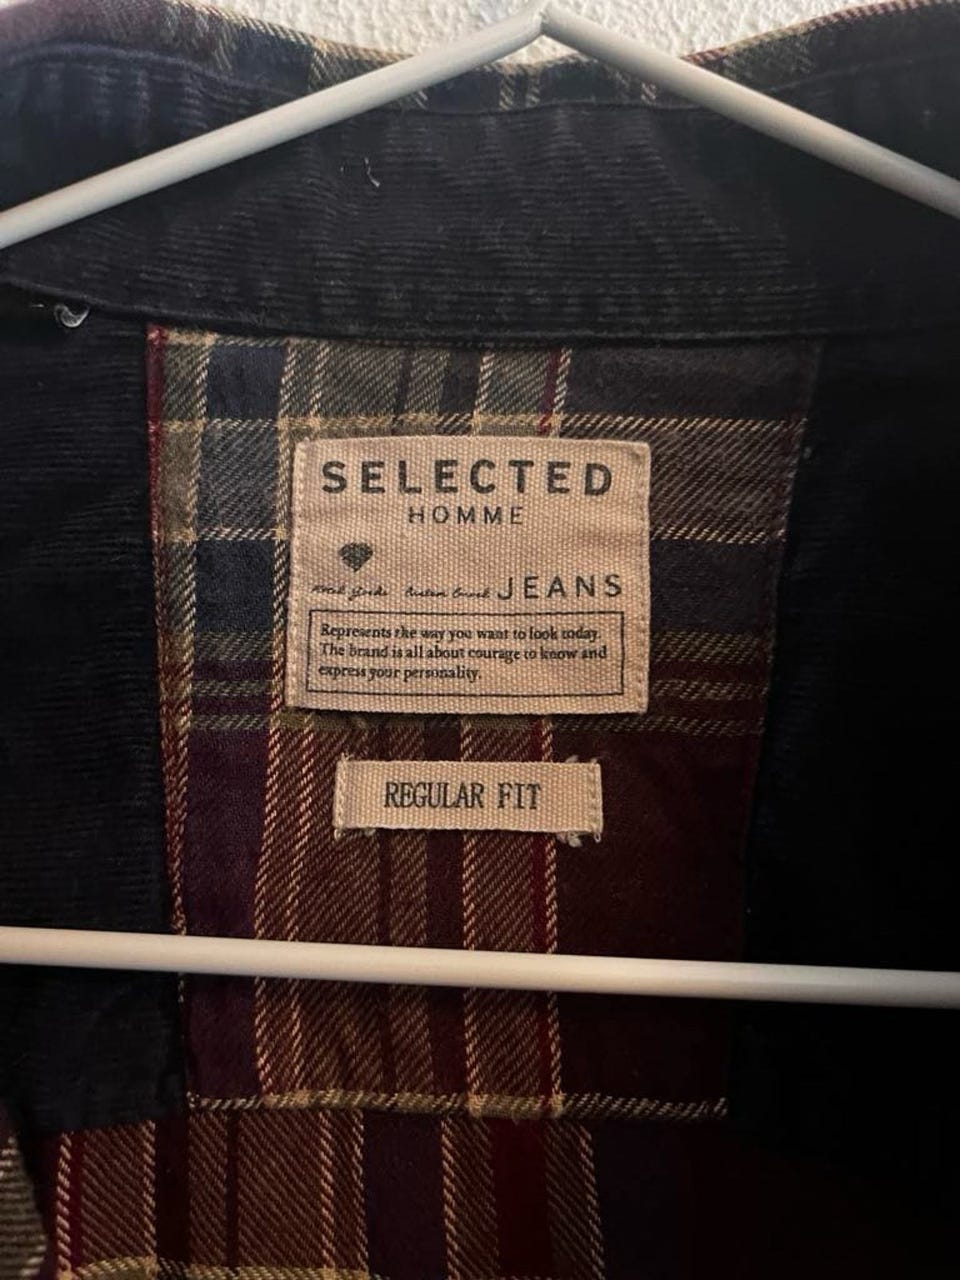 SELECTED
HOMME
JEANS
Represents the way you want to look today.
The brand is all about courage to know and
express your personality.
REGULAR FIT